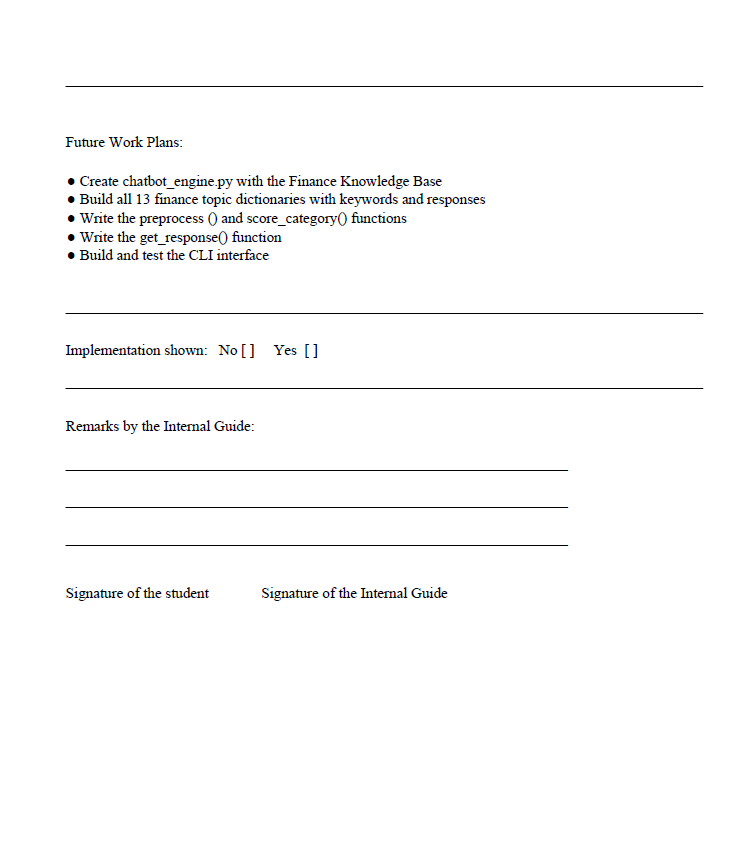 Future Work Plans:
● Create chatbot_engine.py with the Finance Knowledge Base
● Build all 13 finance topic dictionaries with keywords and responses
● Write the preprocess () and score_category() functions
● Write the get_response() function
● Build and test the CLI interface
Implementation shown: No [ ] Yes [ ]
Remarks by the Internal Guide:
Signature of the student Signature of the Internal Guide